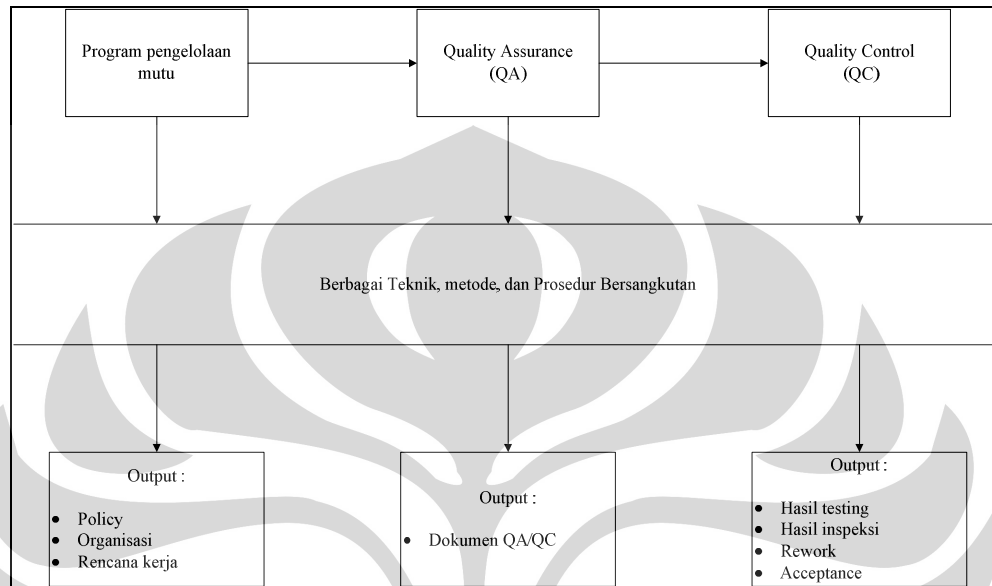 Program pengelolaan
mutu
Quality Assurance
(QA)
Quality Control
(QC)
Berbagai Teknik, metode, dan Prosedur Bersangkutan
Output :
• Policy
• Organisasi
• Rencana kerja
Output :
• Dokumen QA/QC
Output :
• Hasil testing
• Hasil inspeksi
• Rework
• Acceptance